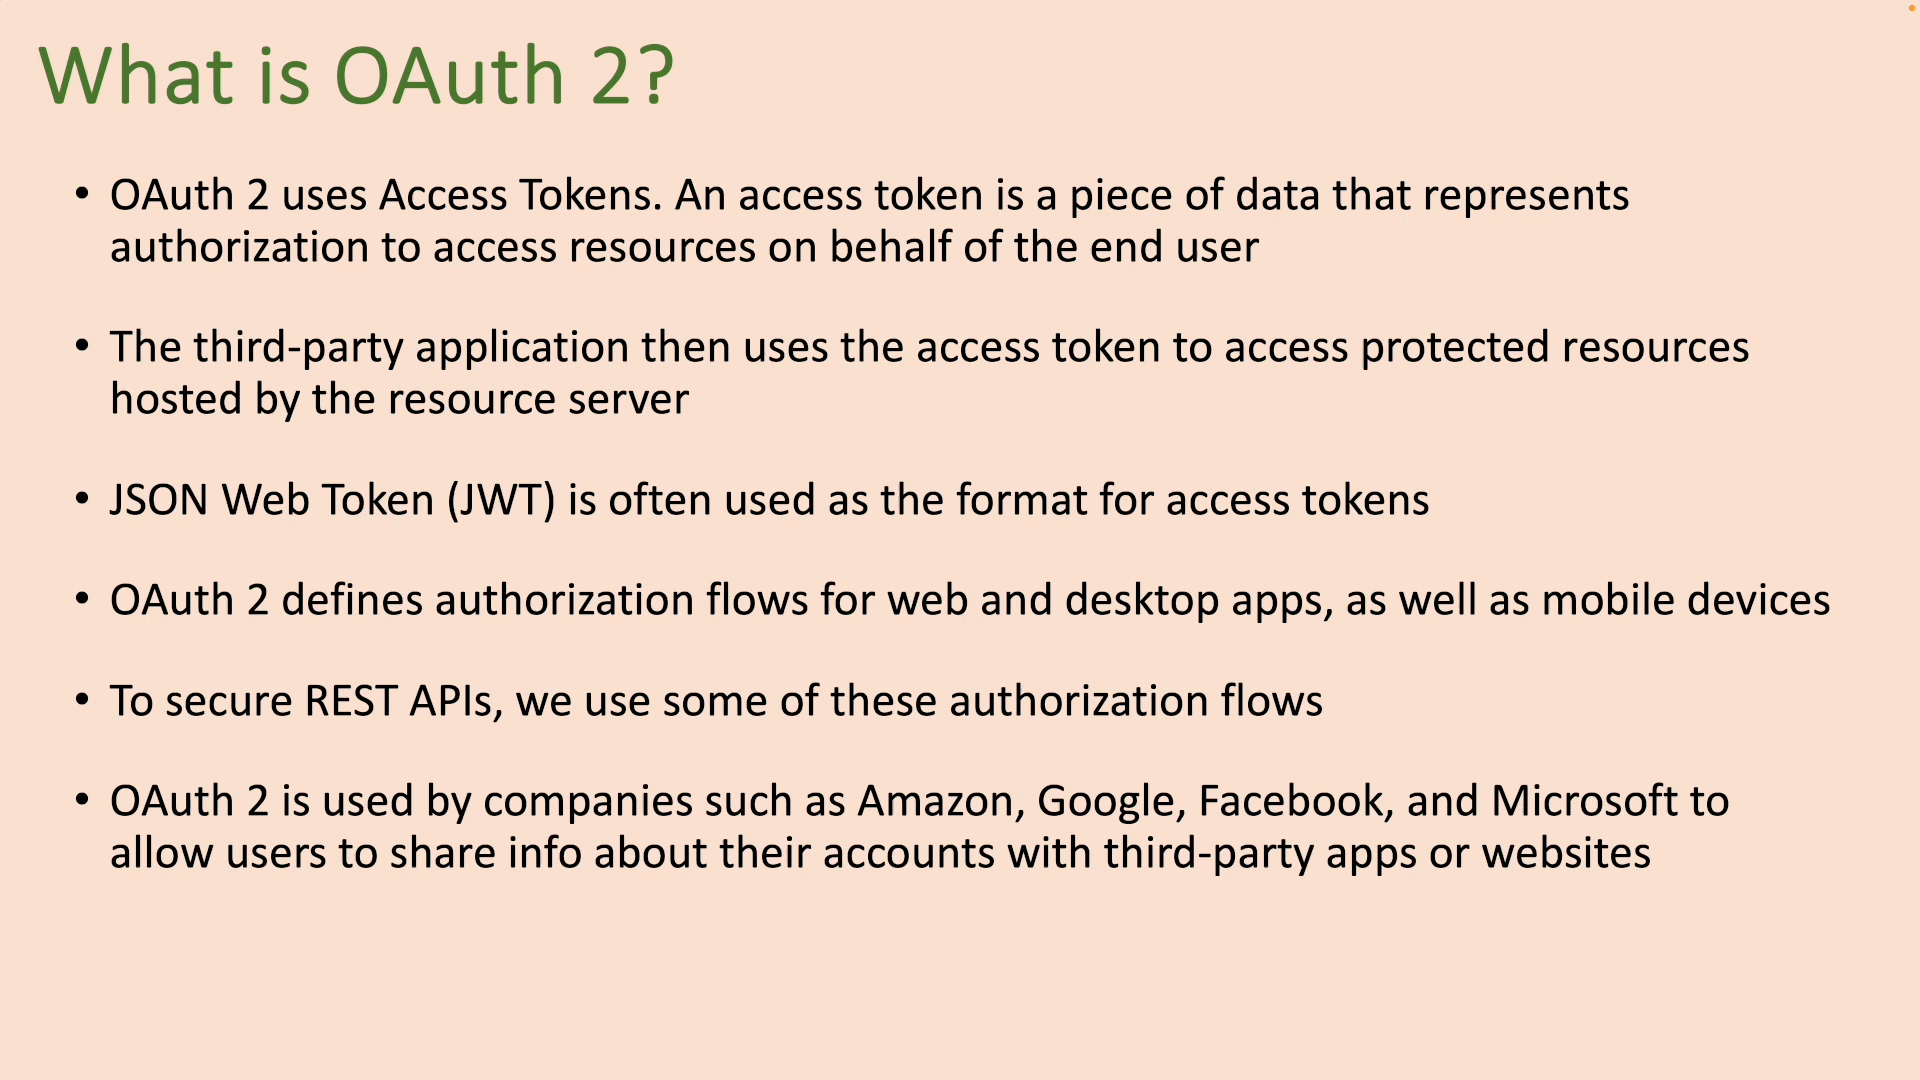 What is OAuth 2?
• OAuth 2 uses Access Tokens. An access token is a piece of data that represents
authorization to access resources on behalf of the end user
• The third-party application then uses the access token to access protected resources
hosted by the resource server
• JSON Web Token (JWT) is often used as the format for access tokens
• OAuth 2 defines authorization flows for web and desktop apps, as well as mobile devices
• To secure REST APIs, we use some of these authorization flows
• OAuth 2 is used by companies such as Amazon, Google, Facebook, and Microsoft to
allow users to share info about their accounts with third-party apps or websites